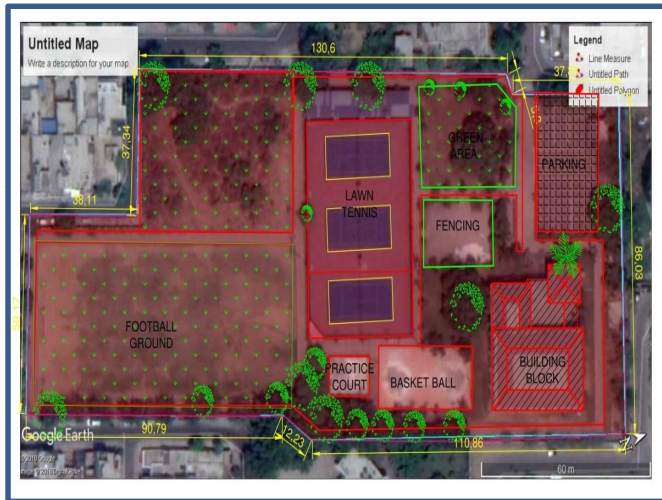 Untitled Map
Write a description for your map.
130,6
Legend
Line Measure
Untitled Path
Untitled Polygon
37,34
38,11
GREEN
AREA
PARKING
LAWN
TENNIS
FENCING
86,03
FOOTBALL
GROUND
PRACTICE
COURT
BASKET BALL
BUILDING
BLOCK
Google Earth
90,79
12,23
110,86
60 m